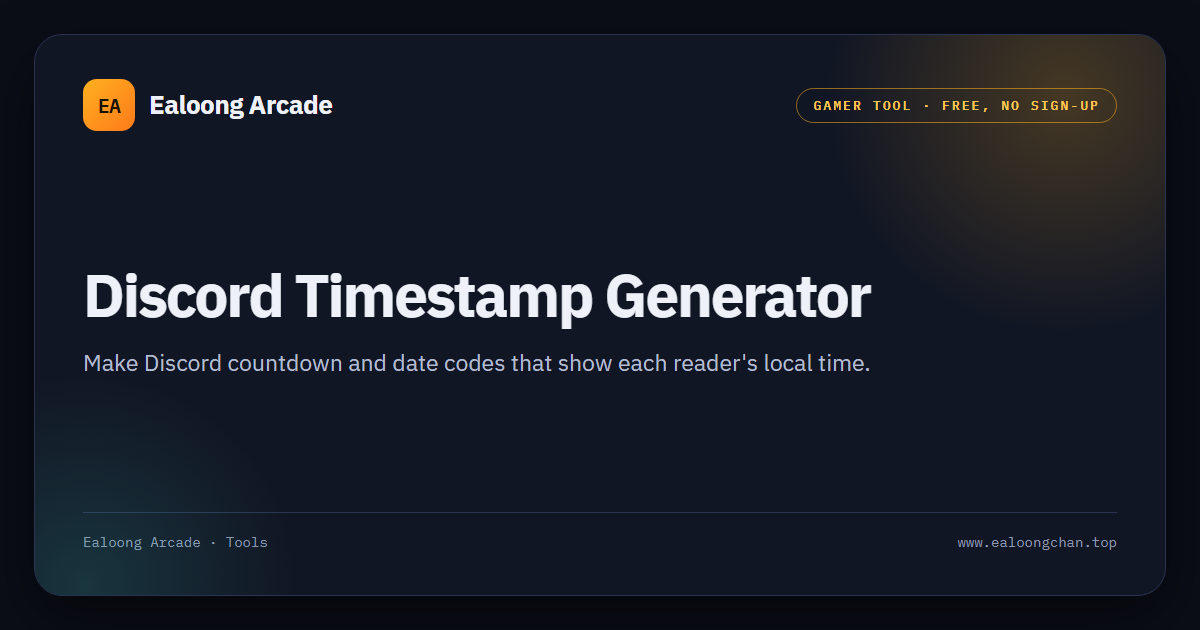 EA
Ealoong Arcade
GAMER TOOL · FREE, NO SIGN-UP
Discord Timestamp Generator
Make Discord countdown and date codes that show each reader's local time.
Ealoong Arcade · Tools
www.ealoongchan.top